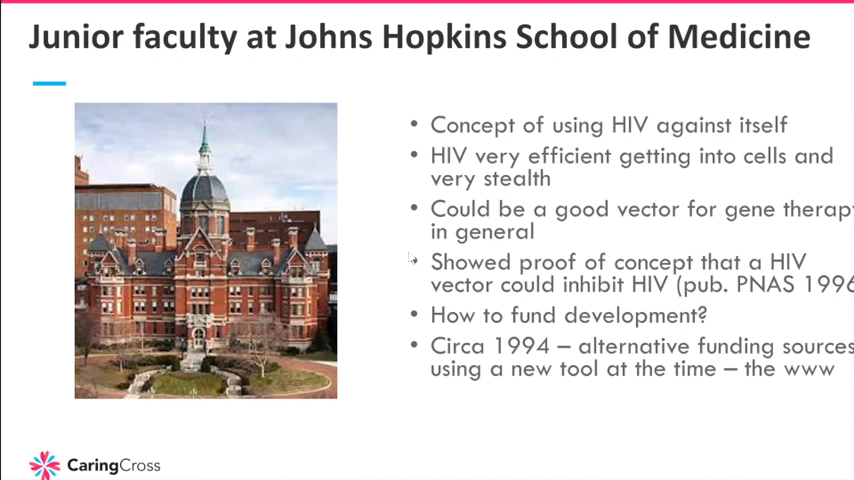 Junior faculty at Johns Hopkins School of Medicine
• Concept of using HIV against itself
• HIV very efficient getting into cells and
very stealth
• Could be a good vector for gene therapy
in general
• Showed proof of concept that a HIV
vector could inhibit HIV (pub. PNAS 1996
• How to fund development?
• Circa 1994 – alternative funding sources
using a new tool at the time – the www
CaringCross